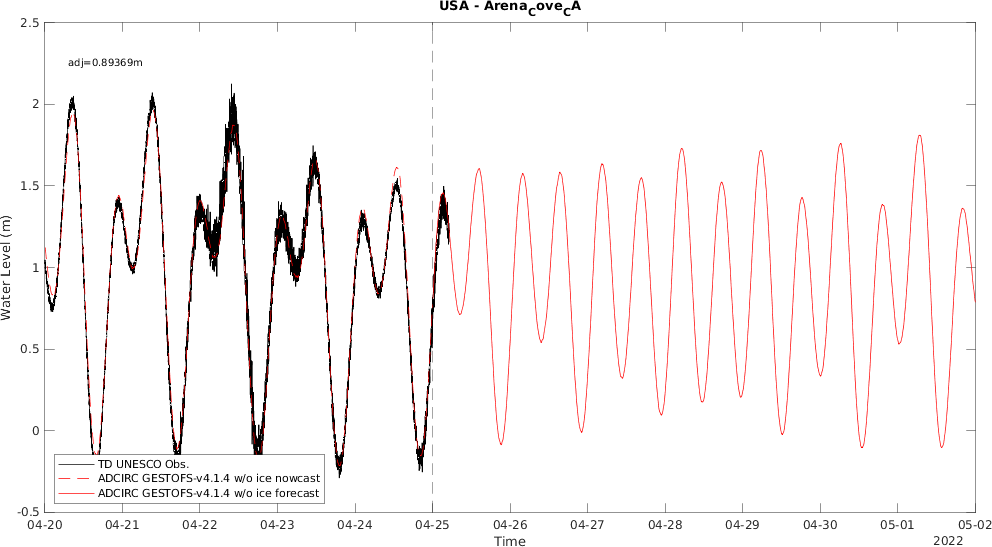 USA - ArenaCoveCA
adj=0.89369m
2.5
2
1.5
1
0.5
0
-0.5
Water Level (m)
TD UNESCO Obs.
ADCIRC GESTOFS-v4.1.4 w/o ice nowcast
ADCIRC GESTOFS-v4.1.4 w/o ice forecast
04-20 04-21 04-22 04-23 04-24 04-25 04-26 04-27 04-28 04-29 04-30 05-01 05-02
Time
2022